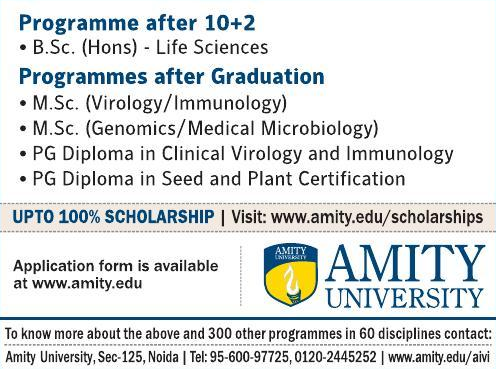 Programme after 10+2
• B.Sc. (Hons) - Life Sciences
Programmes after Graduation
• M.Sc. (Virology/Immunology)
• M.Sc. (Genomics/Medical Microbiology)
• PG Diploma in Clinical Virology and Immunology
• PG Diploma in Seed and Plant Certification
UPTO 100% SCHOLARSHIP | Visit: www.amity.edu/scholarships
Application form is available
at www.amity.edu
AMITY
UNIVERSITY
AMITY
UNIVERSITY
To know more about the above and 300 other programmes in 60 disciplines contact:
Amity University, Sec-125, Noida | Tel: 95-600-97725, 0120-2445252 | www.amity.edu/aivi